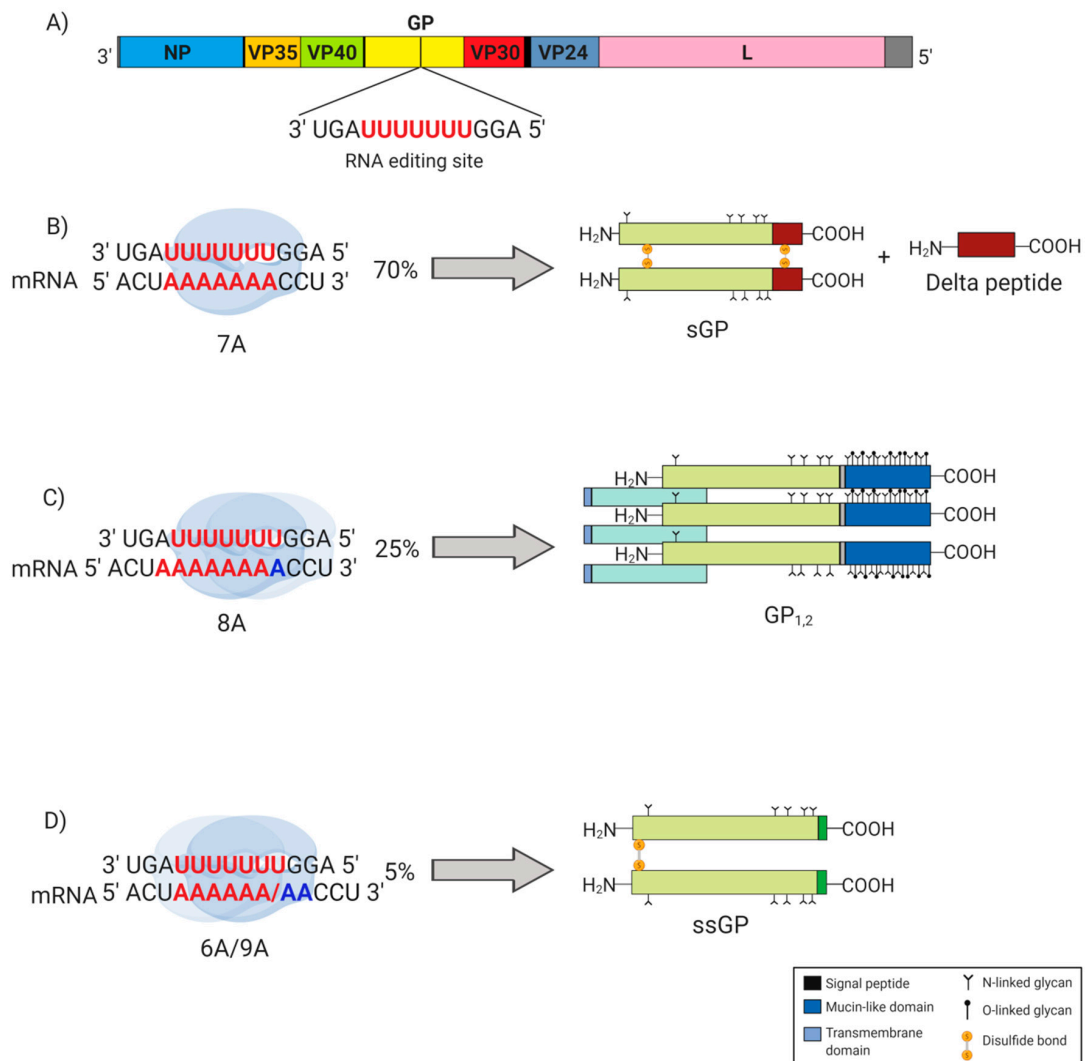 A)
GP
3' NP VP35 VP40 VP30 VP24 L 5'
3' UGAUUUUUUUGGA 5'
RNA editing site
B)
3' UGAUUUUUUUGGA 5'
mRNA 5' ACUAAAAAAACCU 3'
7A
70%
H₂N COOH
S S
S S
H₂N COOH
sGP
+
H₂N COOH
Delta peptide
C)
3' UGAUUUUUUUGGA 5'
mRNA 5' ACUAAAAAAAACCU 3'
8A
25%
H₂N COOH
H₂N COOH
H₂N COOH
GP₁,₂
D)
3' UGAUUUUUUUGGA 5'
mRNA 5' ACUAAAAAA/AACCU 3'
6A/9A
5%
H₂N COOH
S
S
H₂N COOH
ssGP
Signal peptide
Mucin-like domain
Transmembrane
domain
N-linked glycan
O-linked glycan
S
Disulfide bond
S